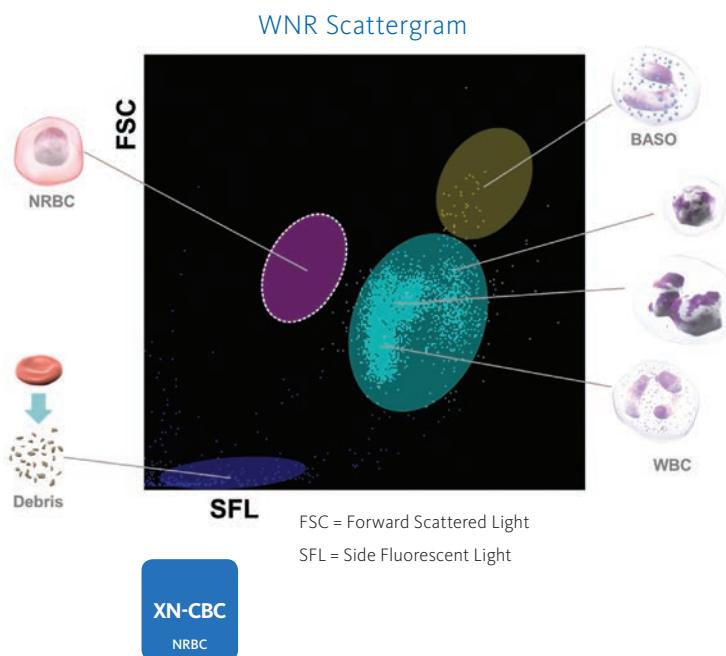 WNR Scattergram
FSC
BASO
NRBC
WBC
Debris
SFL
FSC = Forward Scattered Light
SFL = Side Fluorescent Light
XN-CBC
NRBC